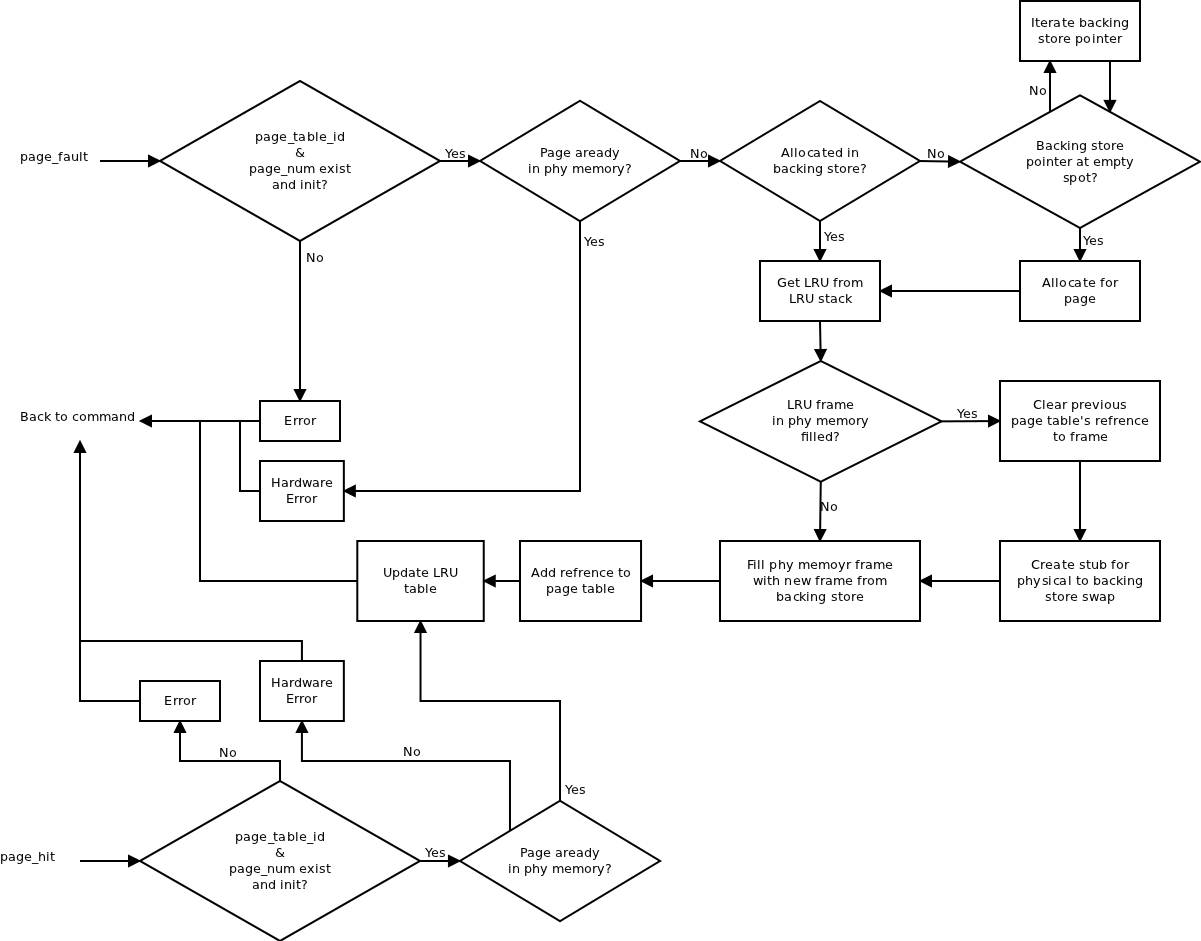 Iterate backing
store pointer
No
page_fault
page_table_id
&
page_num exist
and init?
Yes
Page aready
in phy memory?
No
Allocated in
backing store?
No
Backing store
pointer at empty
spot?
No
Yes
Yes
Yes
Get LRU from
LRU stack
Allocate for
page
Back to command
Error
LRU frame
in phy memory
filled?
Yes
Clear previous
page table's refrence
to frame
Hardware
Error
No
Update LRU
table
Add refrence to
page table
Fill phy memoyr frame
with new frame from
backing store
Create stub for
physical to backing
store swap
Error
Hardware
Error
No
No
Yes
page_hit
page_table_id
&
page_num exist
and init?
Yes
Page aready
in phy memory?